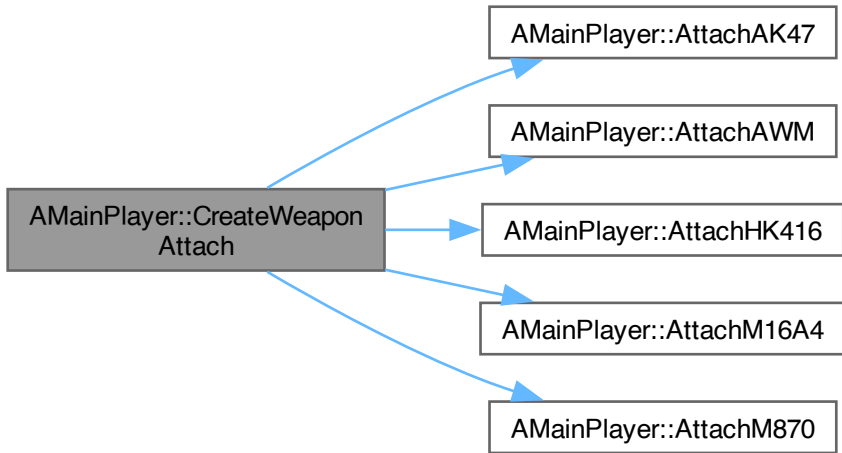 AMainPlayer::AttachAK47
AMainPlayer::AttachAWM
AMainPlayer::CreateWeapon
Attach
AMainPlayer::AttachHK416
AMainPlayer::AttachM16A4
AMainPlayer::AttachM870